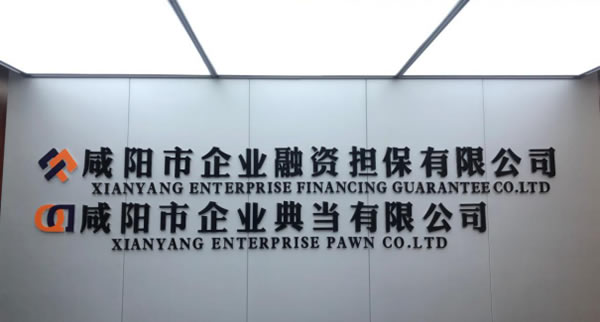 咸阳市企业融资担保有限公司
XIANYANG ENTERPRISE FINANCING GUARANTEE CO.LTD
咸阳市企业典当有限公司
XIANYANG ENTERPRISE PAWN CO.LTD